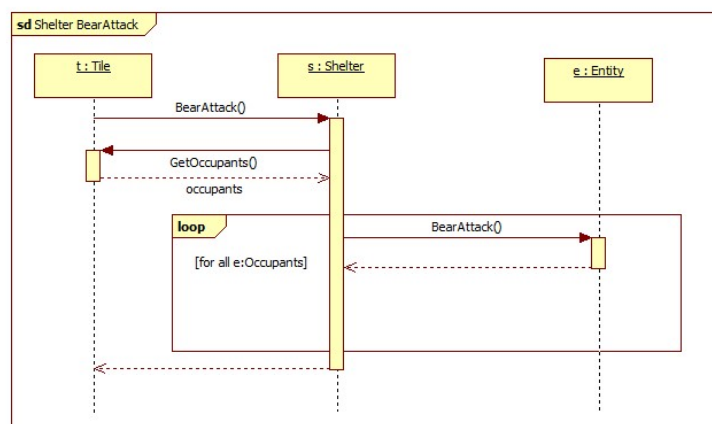 sd Shelter BearAttack
t : Tile
s : Shelter
e : Entity
BearAttack()
GetOccupants()
occupants
loop
BearAttack()
[for all e:Occupants]